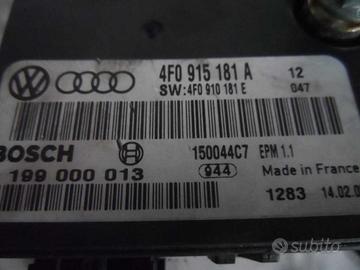 4F0 915 181 A 12
SW:4F0 910 181 E 047
BOSCH 150044C7 EPM 1.1
199 000 013 944 Made in France
1283 14.02.0
subito